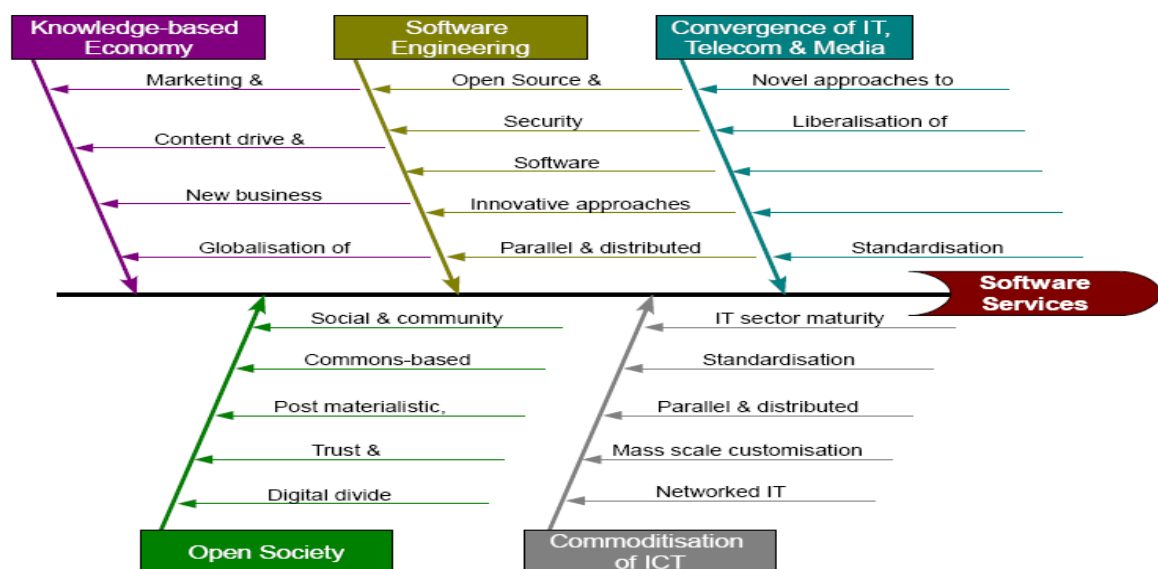 Knowledge-based
Economy
Marketing &
Content drive &
New business
Globalisation of
Software
Engineering
Open Source &
Security
Software
Innovative approaches
Parallel & distributed
Convergence of IT,
Telecom & Media
Novel approaches to
Liberalisation of
Standardisation
Software
Services
Social & community
Commons-based
Post materialistic,
Trust &
Digital divide
Open Society
IT sector maturity
Standardisation
Parallel & distributed
Mass scale customisation
Networked IT
Commoditisation
of ICT